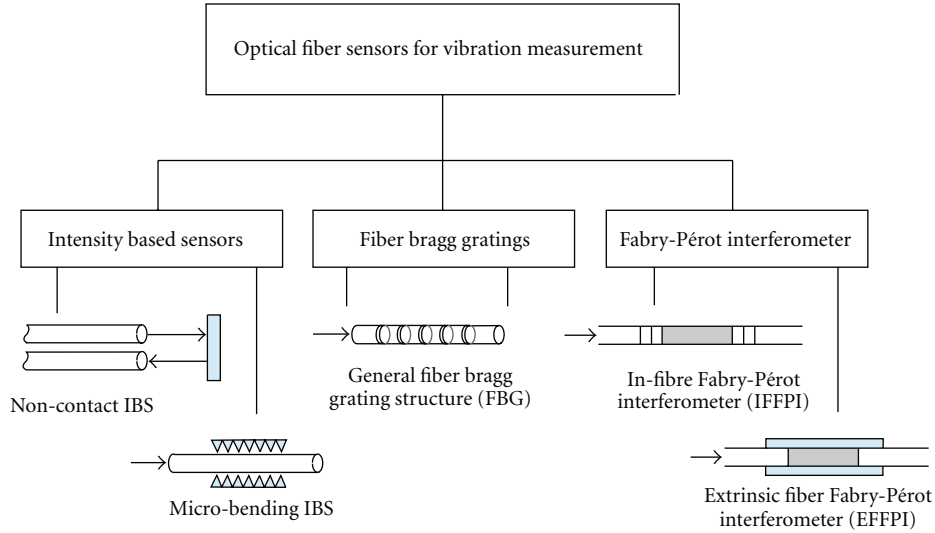 Optical fiber sensors for vibration measurement
Intensity based sensors
Fiber bragg gratings
Fabry-Pérot interferometer
Non-contact IBS
General fiber bragg
grating structure (FBG)
In-fibre Fabry-Pérot
interferometer (IFFPI)
Micro-bending IBS
Extrinsic fiber Fabry-Pérot
interferometer (EFFPI)